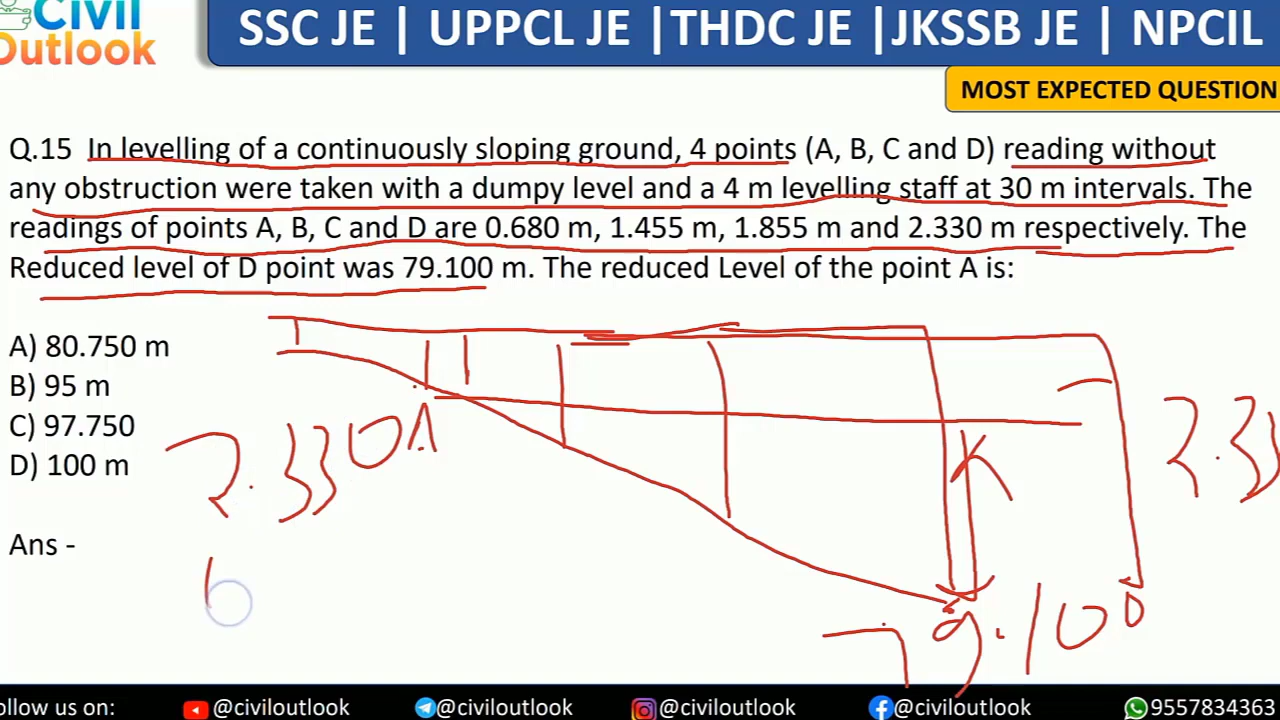 Civil
Outlook
SSC JE | UPPCL JE |THDC JE |JKSSB JE | NPCIL
MOST EXPECTED QUESTION
Q.15 In levelling of a continuously sloping ground, 4 points (A, B, C and D) reading without
any obstruction were taken with a dumpy level and a 4 m levelling staff at 30 m intervals. The
readings of points A, B, C and D are 0.680 m, 1.455 m, 1.855 m and 2.330 m respectively. The
Reduced level of D point was 79.100 m. The reduced Level of the point A is:
A) 80.750 m
B) 95 m
C) 97.750
D) 100 m
A
2.330
2.33
Ans -
79.100
ollow us on:
@civiloutlook
@civiloutlook
@civiloutlook
@civiloutlook
9557834363